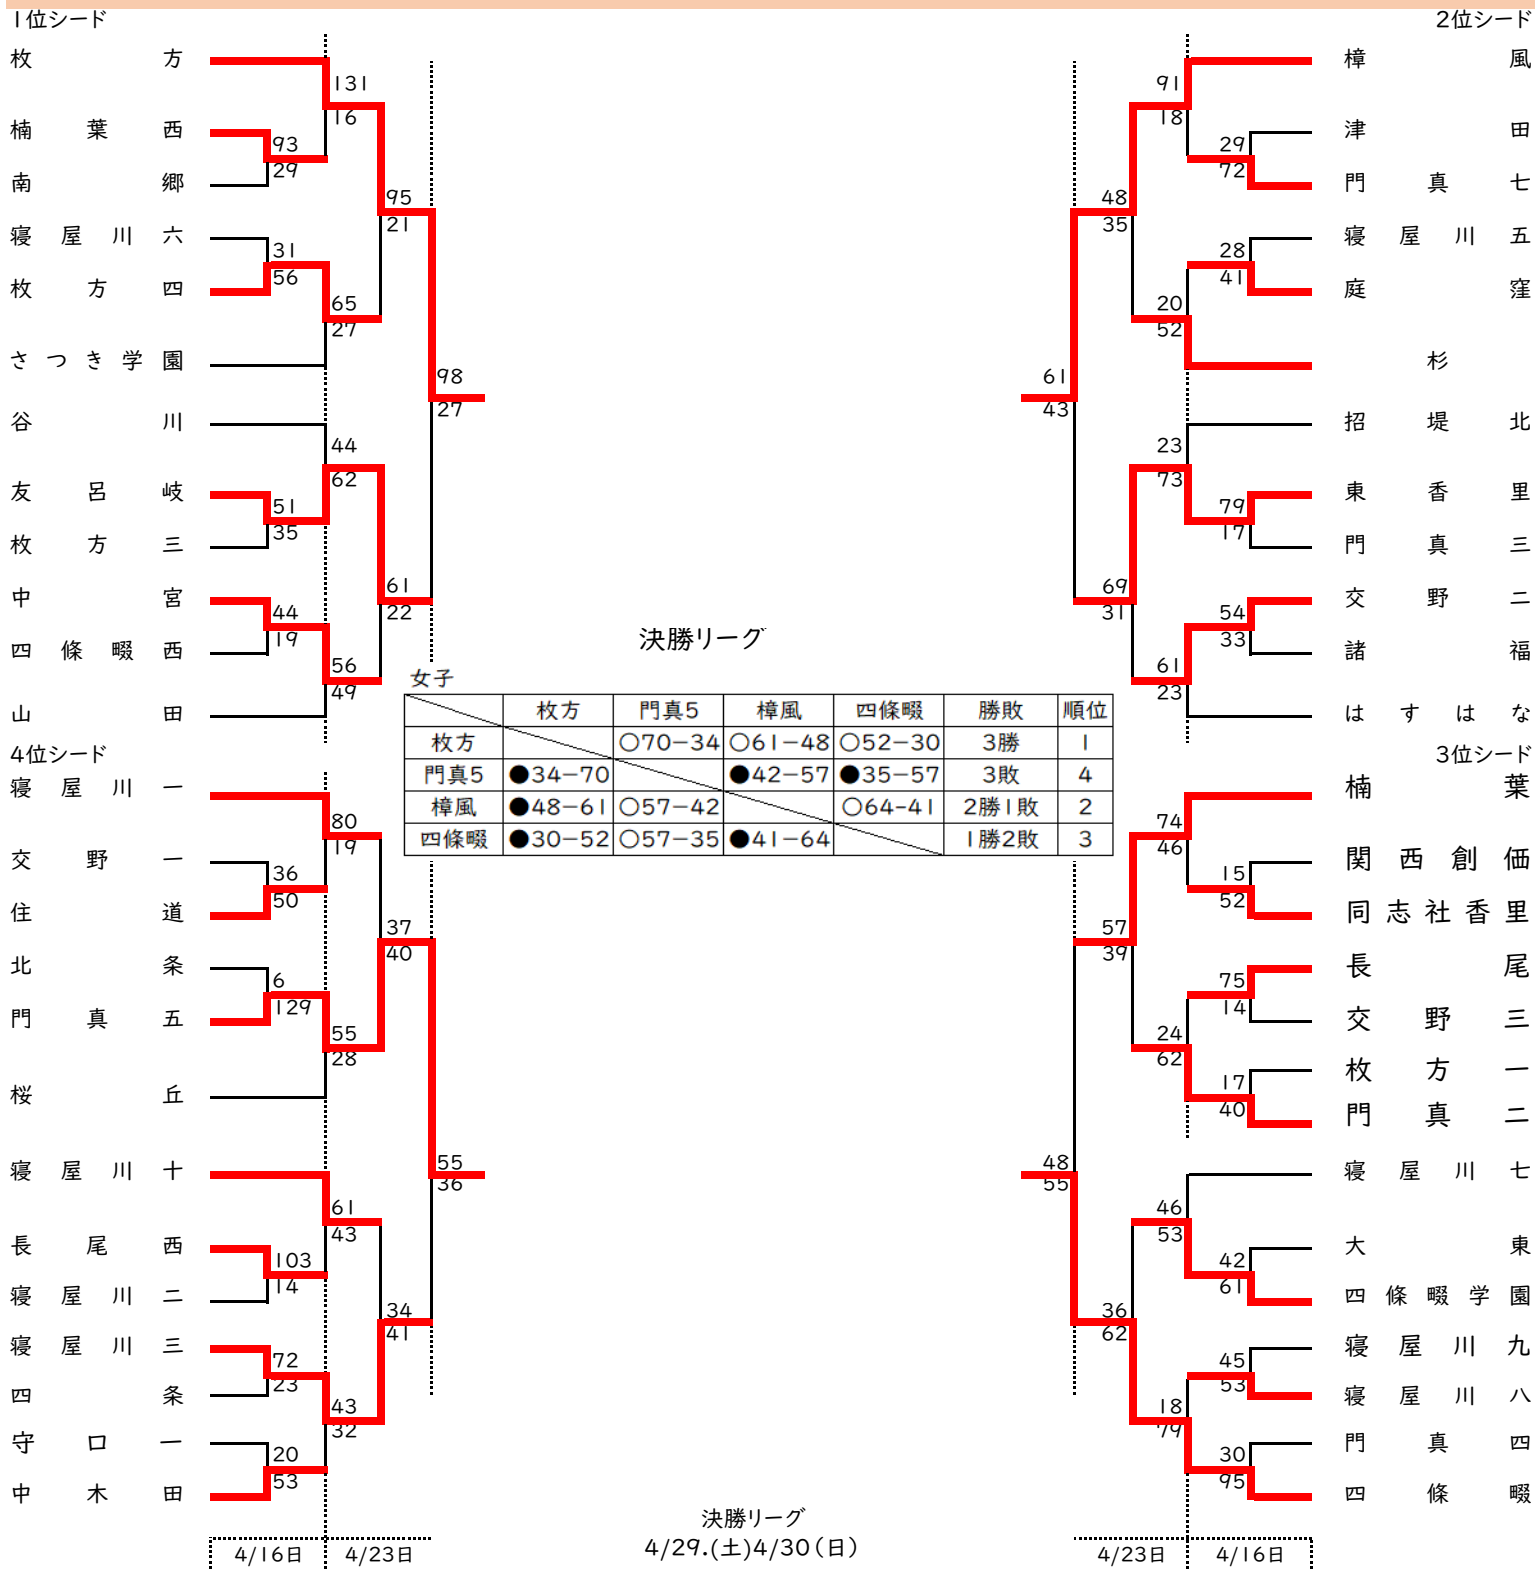 1位シード
枚方
131
16
楠葉西
93
29
南郷
95
21
寝屋川六
31
56
枚方四
65
27
さつき学園
98
27
谷川
44
62
友呂岐
51
35
枚方三
61
22
中宮
44
19
四條畷西
56
49
山田
4位シード
寝屋川一
80
19
交野一
36
50
住道
37
40
北条
6
129
門真五
55
28
桜丘
55
36
寝屋川十
61
43
長尾西
103
14
寝屋川二
34
41
寝屋川三
72
23
四条
43
32
守口一
20
53
中木田
4/16日 4/23日
決勝リーグ
女子
枚方 門真5 樟風 四條畷 勝敗 順位
枚方 ○70-34 ○61-48 ○52-30 3勝 1
門真5 ●34-70 ●42-57 ●35-57 3敗 4
樟風 ●48-61 ○57-42 ○64-41 2勝1敗 2
四條畷 ●30-52 ○57-35 ●41-64 1勝2敗 3
決勝リーグ
4/29.(土)4/30(日)
2位シード
樟風
91
18
津田
29
72
門真七
48
35
寝屋川五
28
41
庭窪
20
52
杉
61
43
招堤北
23
73
東香里
79
17
門真三
69
31
交野二
54
33
諸福
61
23
はすはな
3位シード
楠葉
74
46
関西創価
15
52
同志社香里
57
39
長尾
75
14
交野三
24
62
枚方一
17
40
門真二
48
55
寝屋川七
46
53
大東
42
61
四條畷学園
36
62
寝屋川九
45
53
寝屋川八
18
79
門真四
30
95
四條畷
4/23日 4/16日